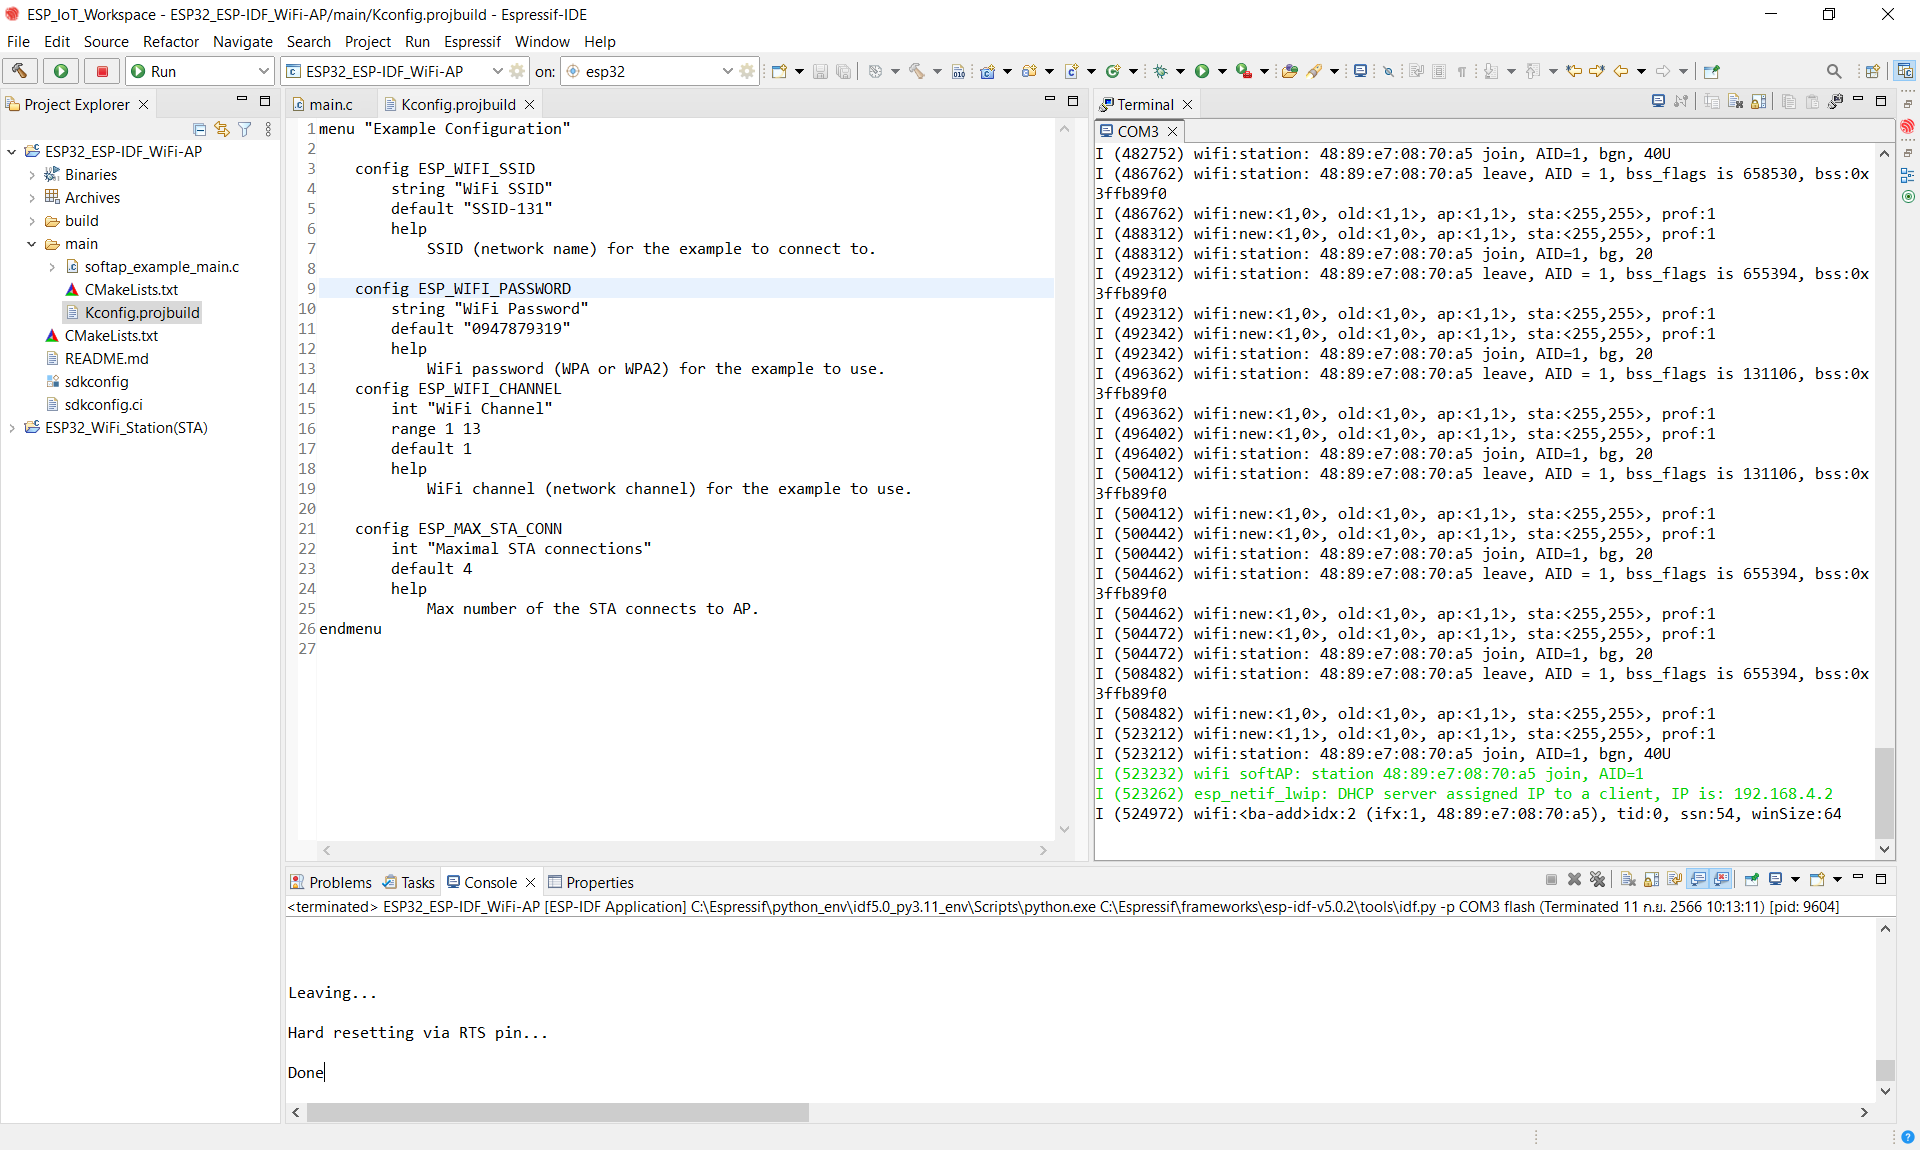 ESP_IoT_Workspace - ESP32_ESP-IDF_WiFi-AP/main/Kconfig.projbuild - Espressif-IDE
File Edit Source Refactor Navigate Search Project Run Espressif Window Help
Run ESP32_ESP-IDF_WiFi-AP on: esp32
Project Explorer
ESP32_ESP-IDF_WiFi-AP
Binaries
Archives
build
main
softap_example_main.c
CMakeLists.txt
Kconfig.projbuild
CMakeLists.txt
README.md
sdkconfig
sdkconfig.ci
ESP32_WiFi_Station(STA)
main.c Kconfig.projbuild
1 menu "Example Configuration"
2
3 config ESP_WIFI_SSID
4 string "WiFi SSID"
5 default "SSID-131"
6 help
7 SSID (network name) for the example to connect to.
8
9 config ESP_WIFI_PASSWORD
10 string "WiFi Password"
11 default "0947879319"
12 help
13 WiFi password (WPA or WPA2) for the example to use.
14 config ESP_WIFI_CHANNEL
15 int "WiFi Channel"
16 range 1 13
17 default 1
18 help
19 WiFi channel (network channel) for the example to use.
20
21 config ESP_MAX_STA_CONN
22 int "Maximal STA connections"
23 default 4
24 help
25 Max number of the STA connects to AP.
26 endmenu
27
Terminal
COM3
I (482752) wifi:station: 48:89:e7:08:70:a5 join, AID=1, bgn, 40U
I (486762) wifi:station: 48:89:e7:08:70:a5 leave, AID = 1, bss_flags is 658530, bss:0x
3ffb89f0
I (486762) wifi:new:<1,0>, old:<1,1>, ap:<1,1>, sta:<255,255>, prof:1
I (488312) wifi:new:<1,0>, old:<1,0>, ap:<1,1>, sta:<255,255>, prof:1
I (488312) wifi:station: 48:89:e7:08:70:a5 join, AID=1, bg, 20
I (492312) wifi:station: 48:89:e7:08:70:a5 leave, AID = 1, bss_flags is 655394, bss:0x
3ffb89f0
I (492312) wifi:new:<1,0>, old:<1,0>, ap:<1,1>, sta:<255,255>, prof:1
I (492342) wifi:new:<1,0>, old:<1,0>, ap:<1,1>, sta:<255,255>, prof:1
I (492342) wifi:station: 48:89:e7:08:70:a5 join, AID=1, bg, 20
I (496362) wifi:station: 48:89:e7:08:70:a5 leave, AID = 1, bss_flags is 131106, bss:0x
3ffb89f0
I (496362) wifi:new:<1,0>, old:<1,0>, ap:<1,1>, sta:<255,255>, prof:1
I (496402) wifi:new:<1,0>, old:<1,0>, ap:<1,1>, sta:<255,255>, prof:1
I (496402) wifi:station: 48:89:e7:08:70:a5 join, AID=1, bg, 20
I (500412) wifi:station: 48:89:e7:08:70:a5 leave, AID = 1, bss_flags is 131106, bss:0x
3ffb89f0
I (500412) wifi:new:<1,0>, old:<1,0>, ap:<1,1>, sta:<255,255>, prof:1
I (500442) wifi:new:<1,0>, old:<1,0>, ap:<1,1>, sta:<255,255>, prof:1
I (500442) wifi:station: 48:89:e7:08:70:a5 join, AID=1, bg, 20
I (504462) wifi:station: 48:89:e7:08:70:a5 leave, AID = 1, bss_flags is 655394, bss:0x
3ffb89f0
I (504462) wifi:new:<1,0>, old:<1,0>, ap:<1,1>, sta:<255,255>, prof:1
I (504472) wifi:new:<1,0>, old:<1,0>, ap:<1,1>, sta:<255,255>, prof:1
I (504472) wifi:station: 48:89:e7:08:70:a5 join, AID=1, bg, 20
I (508482) wifi:station: 48:89:e7:08:70:a5 leave, AID = 1, bss_flags is 655394, bss:0x
3ffb89f0
I (508482) wifi:new:<1,0>, old:<1,0>, ap:<1,1>, sta:<255,255>, prof:1
I (523212) wifi:new:<1,1>, old:<1,0>, ap:<1,1>, sta:<255,255>, prof:1
I (523212) wifi:station: 48:89:e7:08:70:a5 join, AID=1, bgn, 40U
I (523232) wifi softAP: station 48:89:e7:08:70:a5 join, AID=1
I (523262) esp_netif_lwip: DHCP server assigned IP to a client, IP is: 192.168.4.2
I (524972) wifi:<ba-add>idx:2 (ifx:1, 48:89:e7:08:70:a5), tid:0, ssn:54, winSize:64
Problems Tasks Console Properties
<terminated> ESP32_ESP-IDF_WiFi-AP [ESP-IDF Application] C:\Espressif\python_env\idf5.0_py3.11_env\Scripts\python.exe C:\Espressif\frameworks\esp-idf-v5.0.2\tools\idf.py -p COM3 flash (Terminated 11 ก.ย. 2566 10:13:11) [pid: 9604]
Leaving...
Hard resetting via RTS pin...
Done